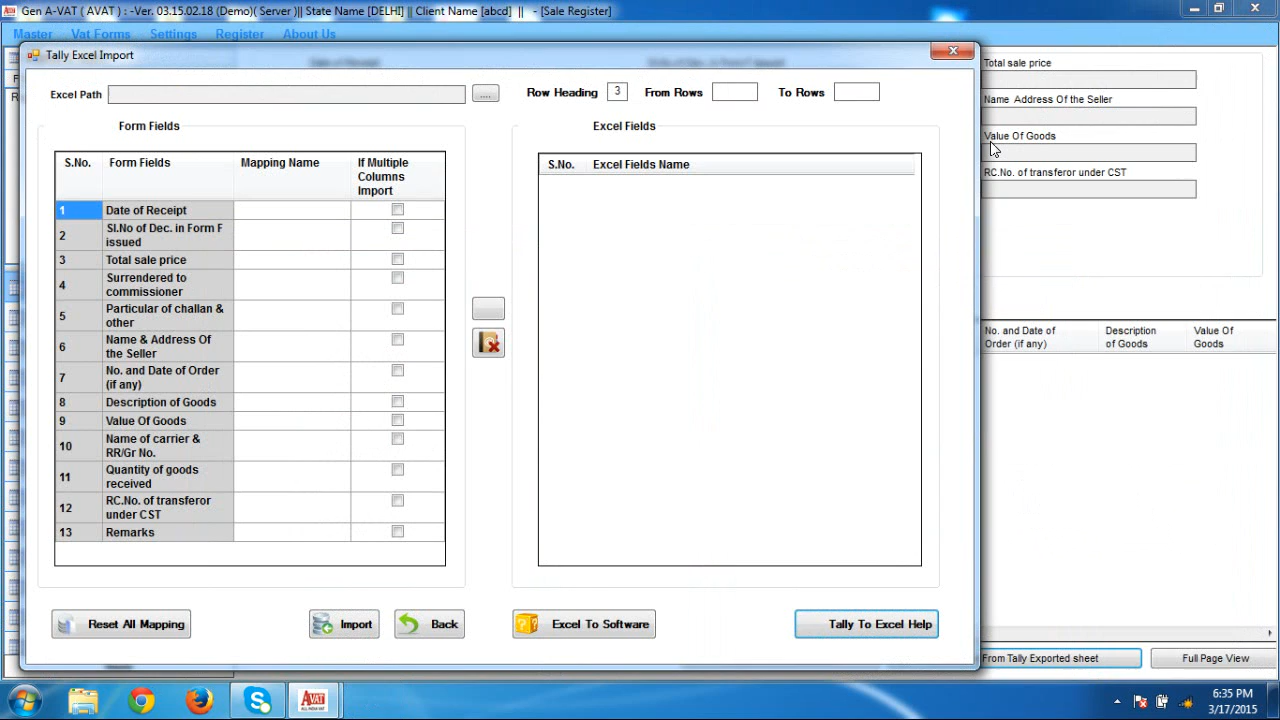 Gen A-VAT ( AVAT ) : -Ver. 03.15.02.18 (Demo)( Server )|| State Name [DELHI] || Client Name [abcd] || - [Sale Register]
Master Vat Forms Settings Register About Us
Tally Excel Import
Total sale price
Excel Path .... Row Heading 3 From Rows To Rows
Name Address Of the Seller
Form Fields Excel Fields
Value Of Goods
S.No. Form Fields Mapping Name If Multiple
Columns
Import
S.No. Excel Fields Name
RC.No. of transferor under CST
1 Date of Receipt
2 Sl.No of Dec. in Form F
issued
3 Total sale price
4 Surrendered to
commissioner
5 Particular of challan &
other
6 Name & Address Of
the Seller
7 No. and Date of Order
(if any)
8 Description of Goods
9 Value Of Goods
10 Name of carrier &
RR/Gr No.
11 Quantity of goods
received
12 RC.No. of transferor
under CST
13 Remarks
No. and Date of
Order (if any)
Description
of Goods
Value Of
Goods
Reset All Mapping Import Back Excel To Software Tally To Excel Help
From Tally Exported sheet Full Page View
AVAT
6:35 PM
3/17/2015